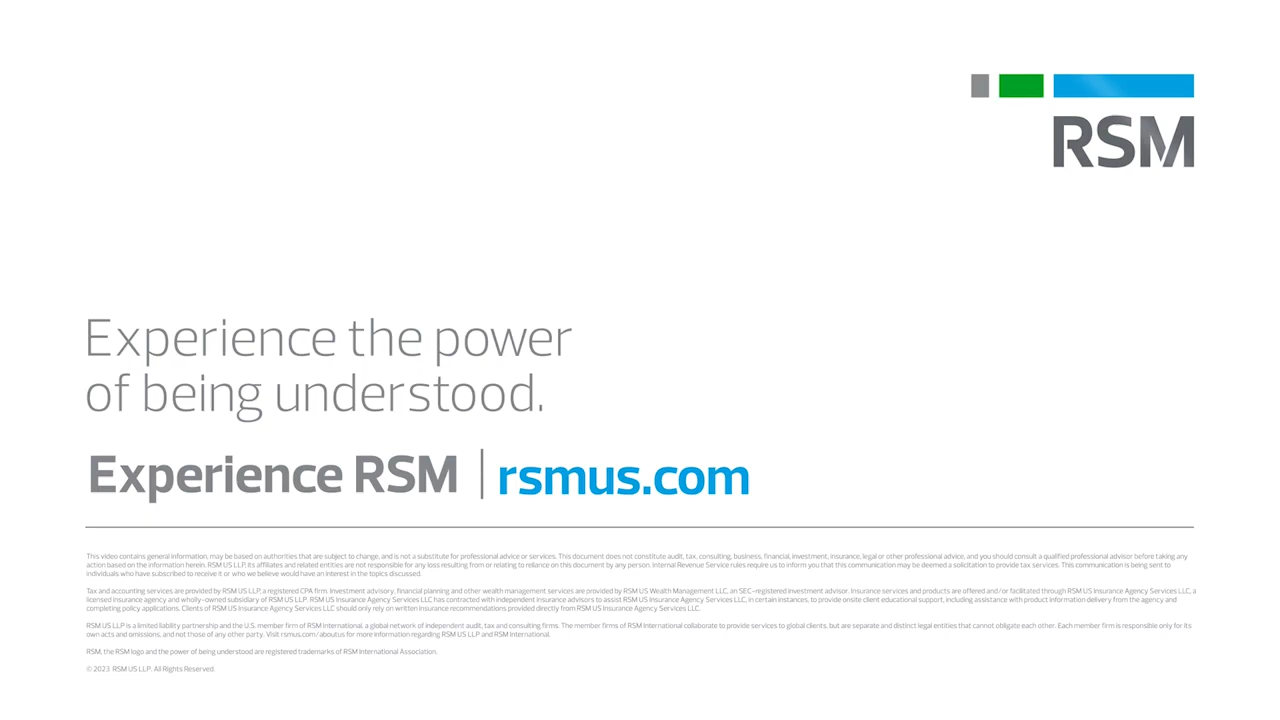 RSM
Experience the power
of being understood.
Experience RSM | rsmus.com
This video contains general information, may be based on authorities that are subject to change, and is not a substitute for professional advice or services. This document does not constitute audit, tax, consulting, business, financial, investment, insurance, legal or other professional advice, and you should consult a qualified professional advisor before taking any
action based on the information herein. RSM US LLP, its affiliates and related entities are not responsible for any loss resulting from or relating to reliance on this document by any person. Internal Revenue Service rules require us to inform you that this communication may be deemed a solicitation to provide tax services. This communication is being sent to
individuals who have subscribed to receive it or who we believe would have an interest in the topics discussed.
Tax and accounting services are provided by RSM US LLP, a registered CPA firm. Investment advisory, financial planning and other wealth management services are provided by RSM US Wealth Management LLC, an SEC-registered investment advisor. Insurance services and products are offered and/or facilitated through RSM US Insurance Agency Services LLC, a
licensed insurance agency and wholly-owned subsidiary of RSM US LLP. RSM US Insurance Agency Services LLC has contracted with independent insurance advisors to assist RSM US Insurance Agency Services LLC, in certain instances, to provide onsite client educational support, including assistance with product information delivery from the agency and
completing policy applications. Clients of RSM US Insurance Agency Services LLC should only rely on written insurance recommendations provided directly from RSM US Insurance Agency Services LLC.
RSM US LLP is a limited liability partnership and the U.S. member firm of RSM International, a global network of independent audit, tax and consulting firms. The member firms of RSM International collaborate to provide services to global clients, but are separate and distinct legal entities that cannot obligate each other. Each member firm is responsible only for its
own acts and omissions, and not those of any other party. Visit rsmus.com/aboutus for more information regarding RSM US LLP and RSM International.
RSM, the RSM logo and the power of being understood are registered trademarks of RSM International Association.
© 2023 RSM US LLP. All Rights Reserved.